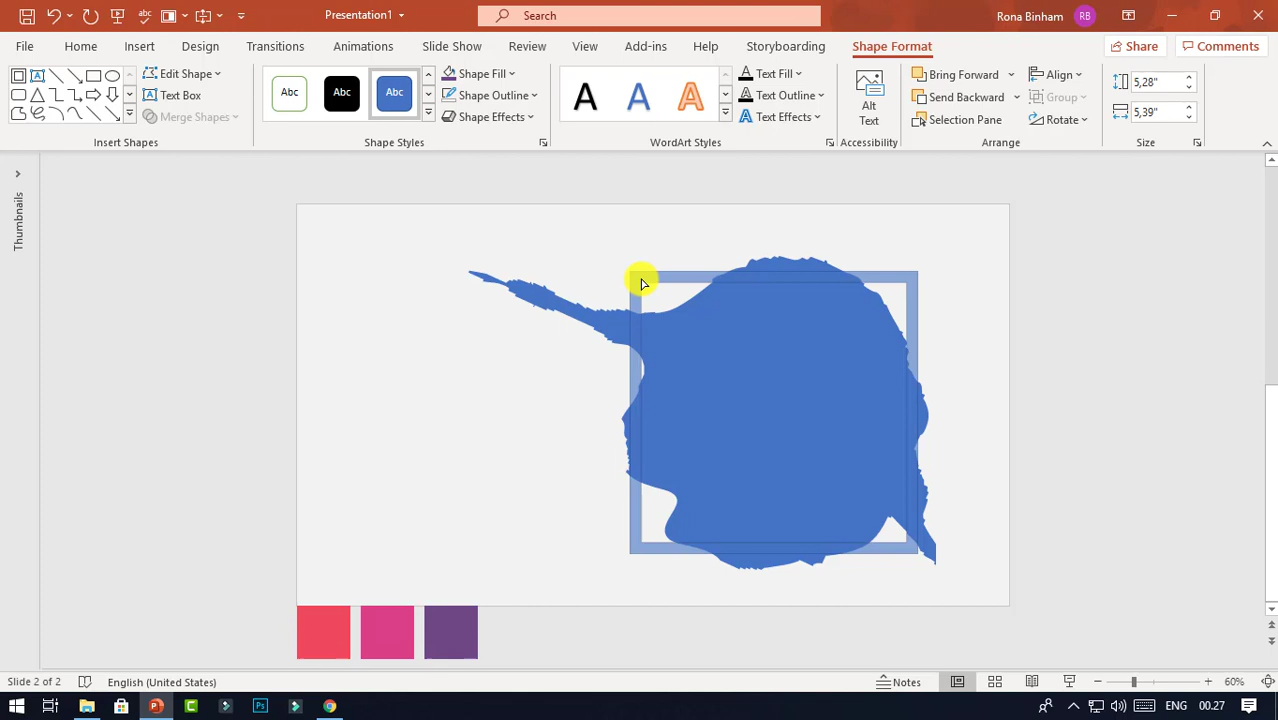 Presentation1
Search
Rona Binham
RB
File Home Insert Design Transitions Animations Slide Show Review View Add-ins Help Storyboarding Shape Format
Share
Comments
Edit Shape
Text Box
Merge Shapes
Insert Shapes
Abc Abc Abc
Shape Fill
Shape Outline
Shape Effects
Shape Styles
A A A
Text Fill
Text Outline
Text Effects
WordArt Styles
Alt
Text
Accessibility
Bring Forward
Send Backward
Selection Pane
Align
Group
Rotate
Arrange
5,28"
5,39"
Size
Thumbnails
Slide 2 of 2
English (United States)
Notes
60%
ENG
00.27